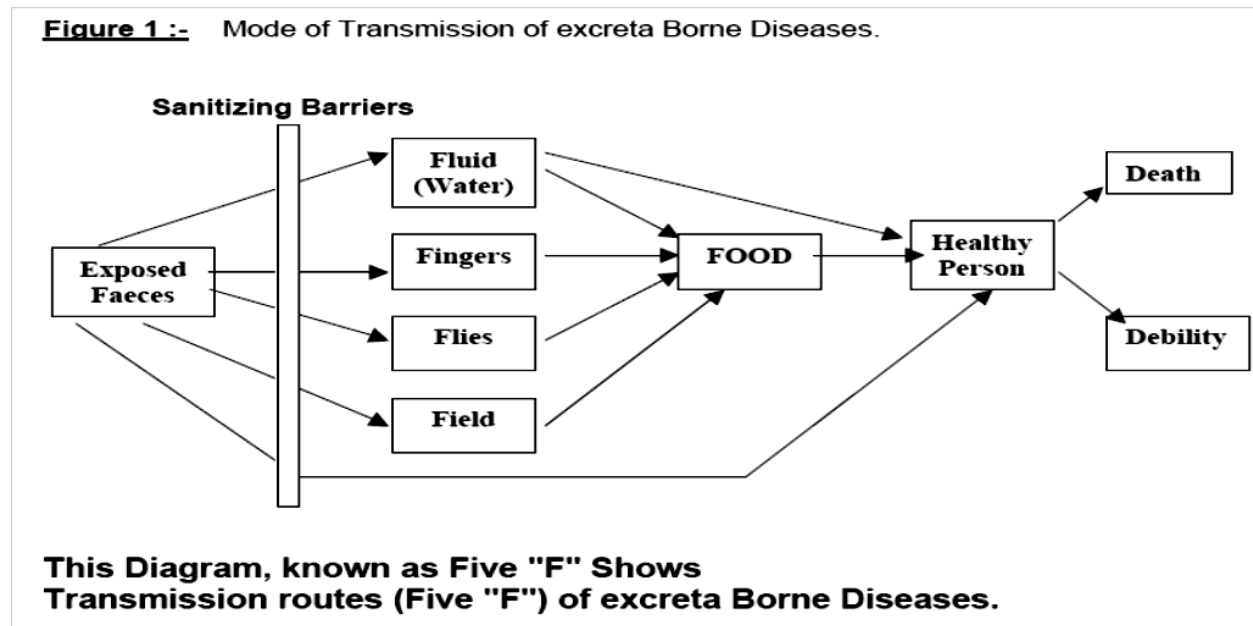 Figure 1 :- Mode of Transmission of excreta Borne Diseases.
Sanitizing Barriers
Exposed
Faeces
Fluid
(Water)
Fingers
Flies
Field
FOOD
Healthy
Person
Death
Debility
This Diagram, known as Five "F" Shows
Transmission routes (Five "F") of excreta Borne Diseases.